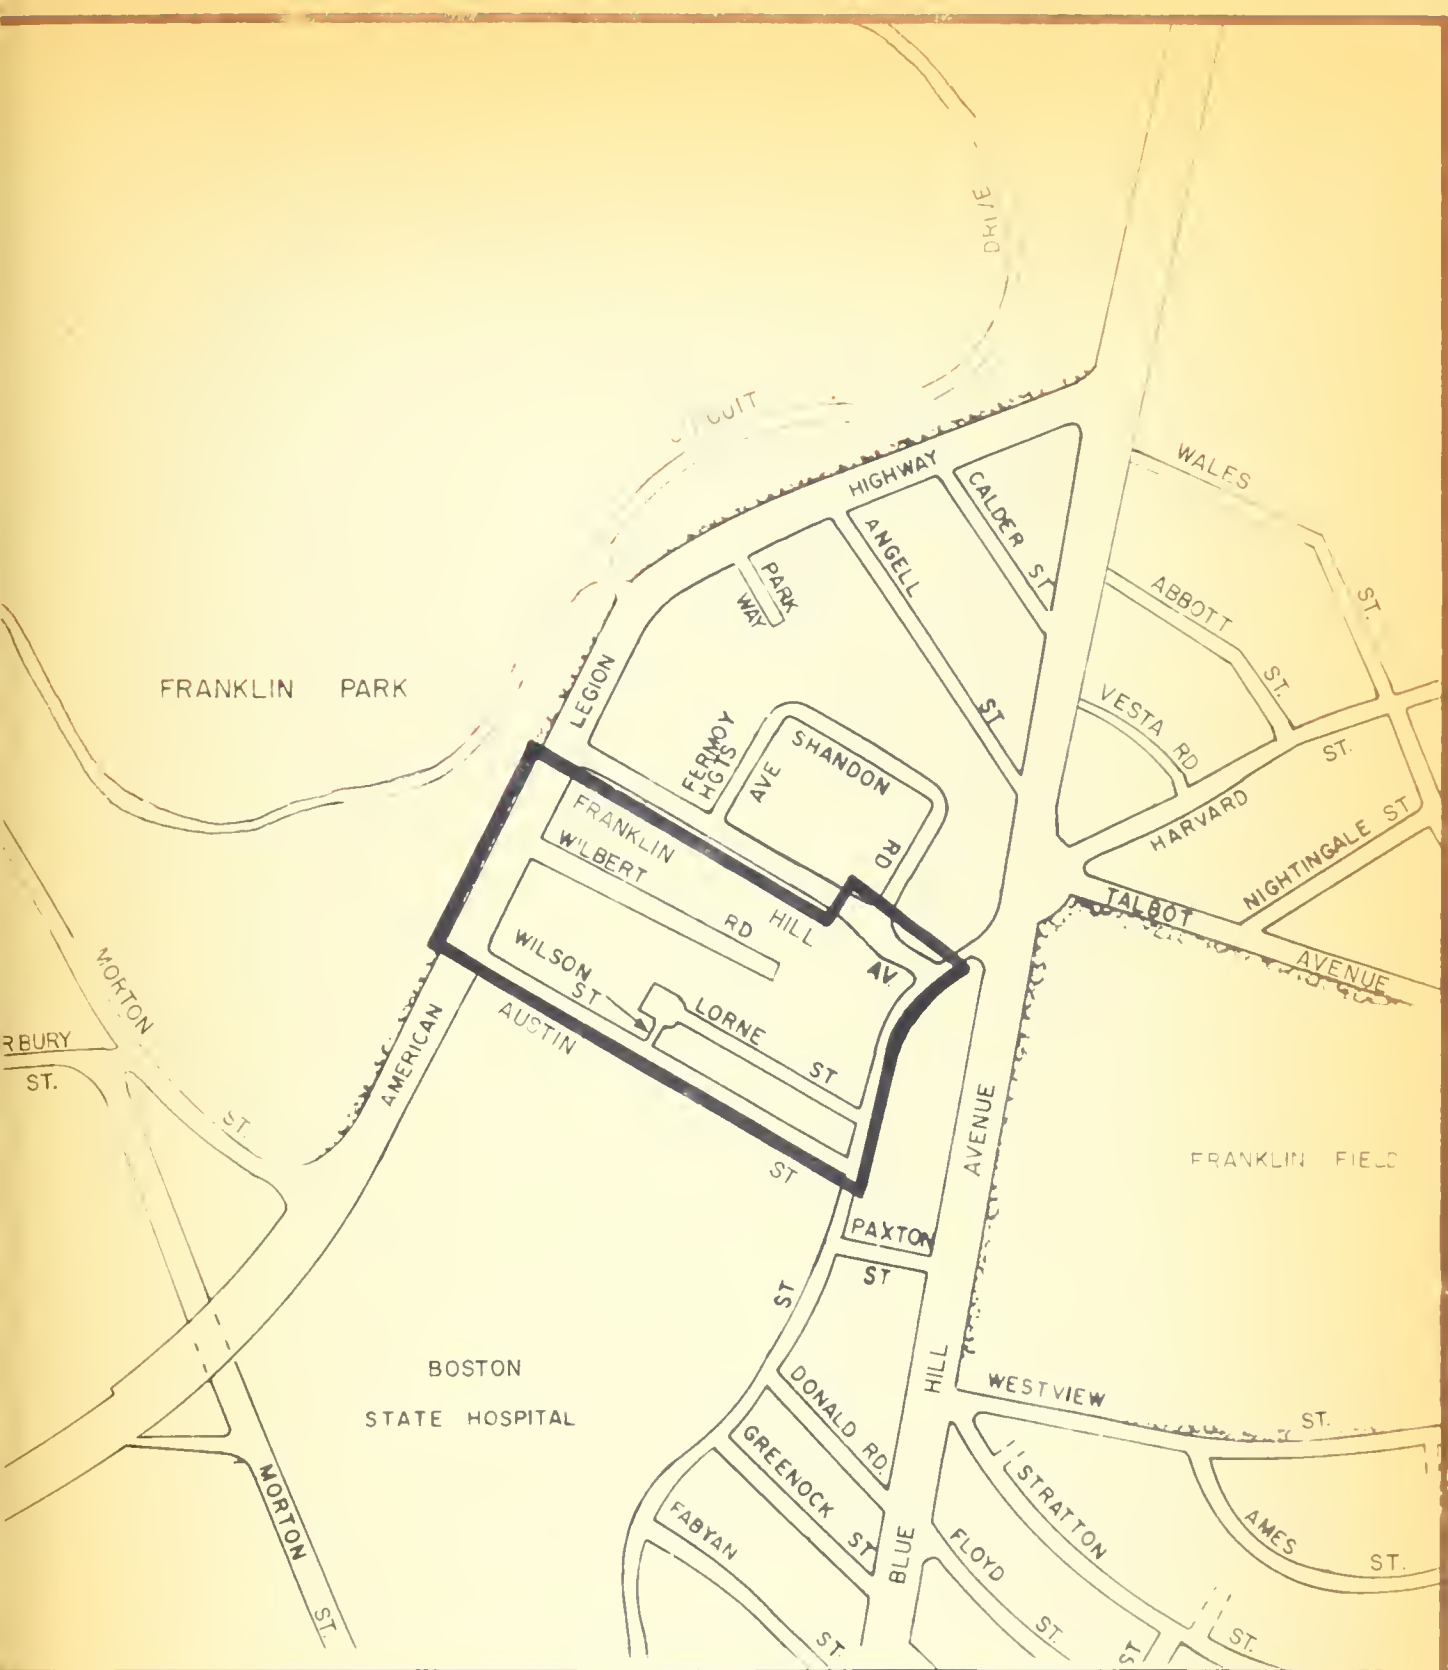 DRIVE
WALES
ST.
HIGHWAY
CALDER ST
ANGELL
ST
PARK
WAY
ABBOTT
ST.
FRANKLIN PARK
LEGION
FERMOY
HGTS
AVE
SHANDON
RD
VESTA RD
ST.
HARVARD
NIGHTINGALE ST
TALBOT
AVENUE
FRANKLIN
HILL
AV.
WILBERT
RD
WILSON
ST
LORNE
ST
AUSTIN
ST
AMERICAN
MORTON
ST.
RBURY
ST.
AVENUE
FRANKLIN FIELD
PAXTON
ST
ST
BOSTON
STATE HOSPITAL
HILL
WESTVIEW
ST.
DONALD RD.
GREENOCK
ST
FABYAN
ST.
BLUE
FLOYD
ST.
STRATTON
ST
ST.
AMES
ST.
MORTON
ST.